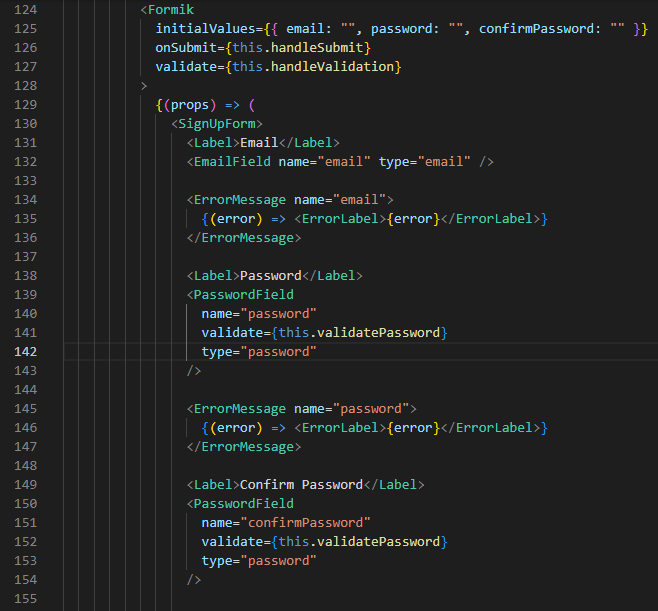 124 <Formik
125 initialValues={{ email: "", password: "", confirmPassword: "" }}
126 onSubmit={this.handleSubmit}
127 validate={this.handleValidation}
128 >
129 {(props) => (
130 <SignUpForm>
131 <Label>Email</Label>
132 <EmailField name="email" type="email" />
133
134 <ErrorMessage name="email">
135 {(error) => <ErrorLabel>{error}</ErrorLabel>}
136 </ErrorMessage>
137
138 <Label>Password</Label>
139 <PasswordField
140 name="password"
141 validate={this.validatePassword}
142 type="password"
143 />
144
145 <ErrorMessage name="password">
146 {(error) => <ErrorLabel>{error}</ErrorLabel>}
147 </ErrorMessage>
148
149 <Label>Confirm Password</Label>
150 <PasswordField
151 name="confirmPassword"
152 validate={this.validatePassword}
153 type="password"
154 />
155